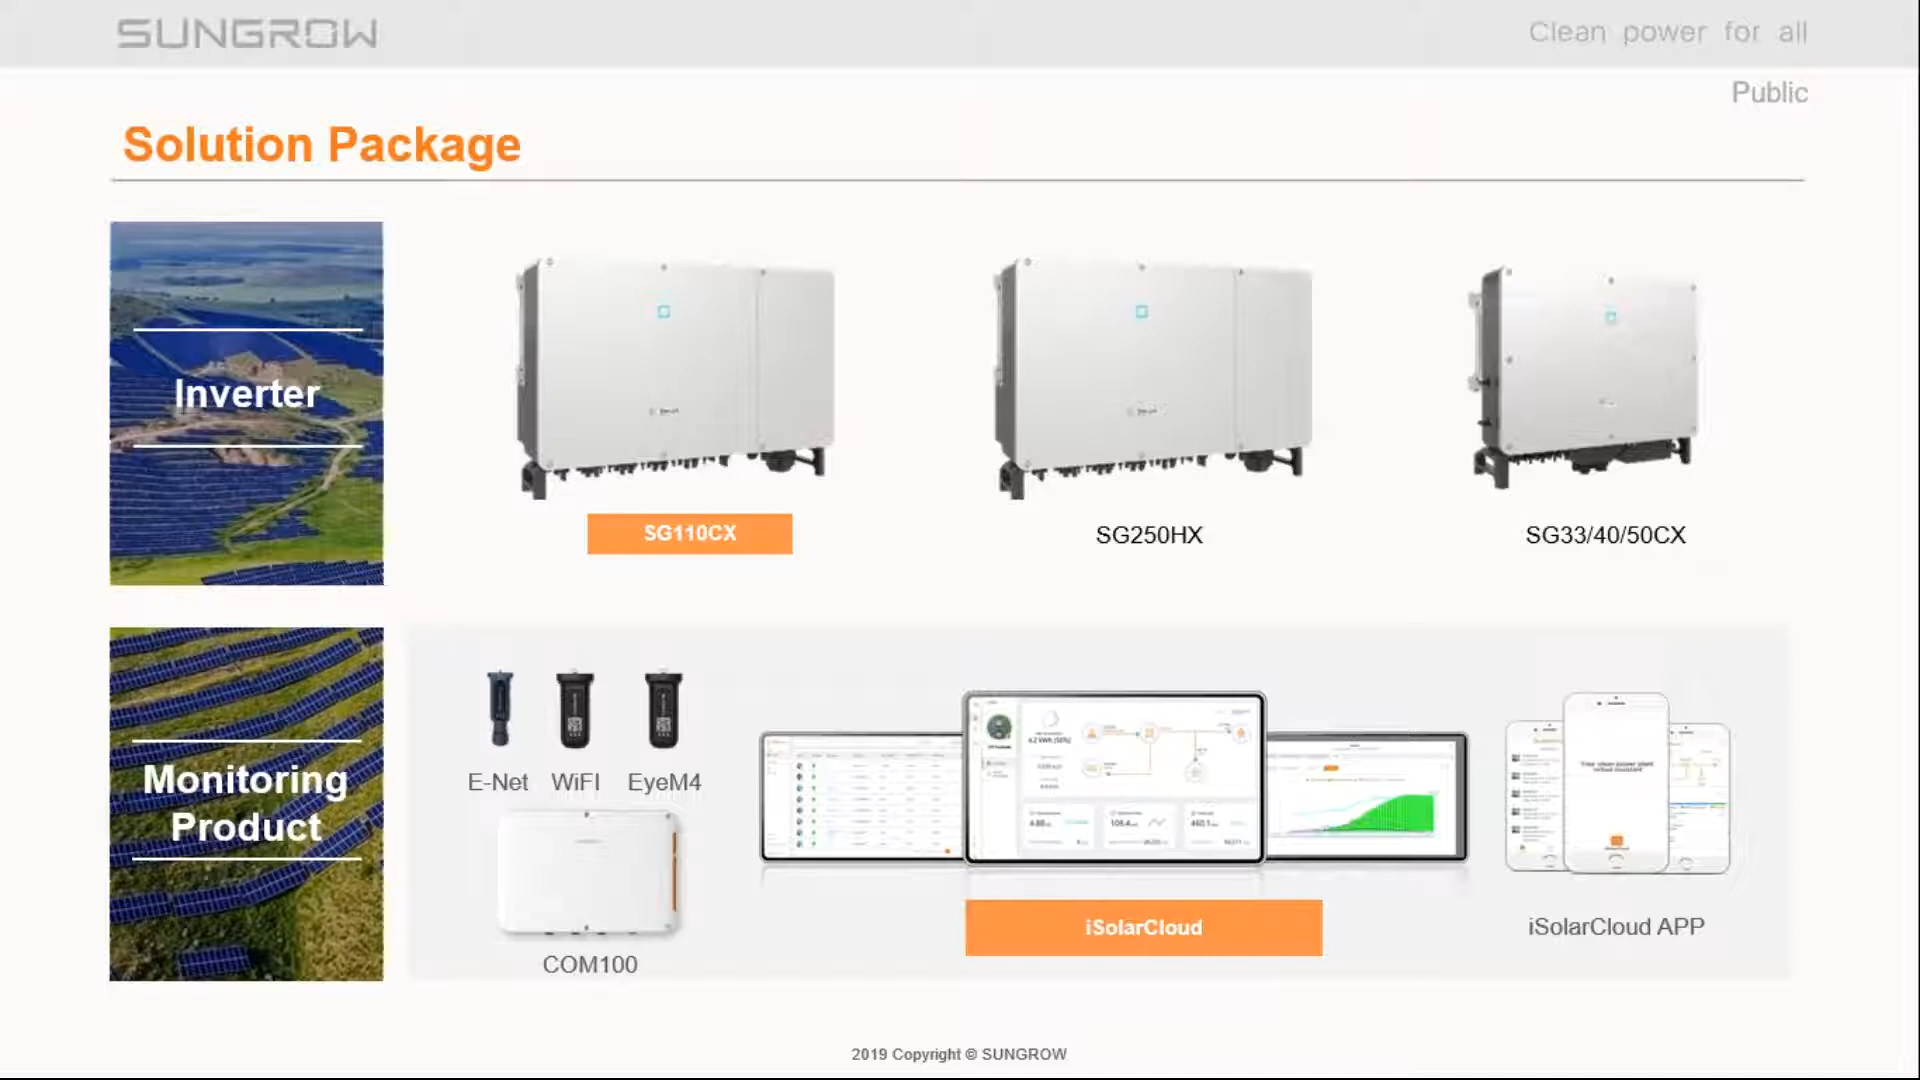 SUNGROW
Clean power for all
Public
Solution Package
Inverter
SG110CX
SG250HX
SG33/40/50CX
Monitoring
Product
E-Net
WiFI
EyeM4
COM100
iSolarCloud
iSolarCloud APP
2019 Copyright © SUNGROW